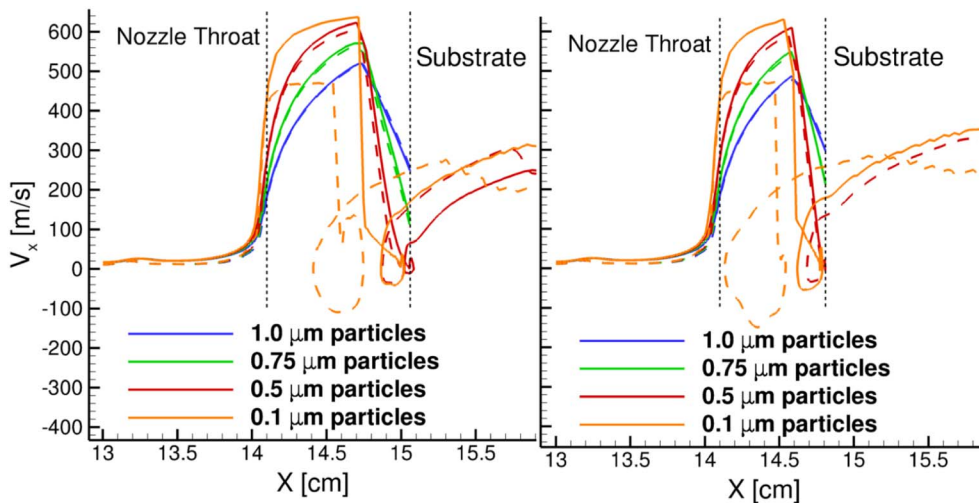 600
500
400
300
200
100
0
-100
-200
-300
-400
Vx [m/s]
Nozzle Throat
Substrate
1.0 μm particles
0.75 μm particles
0.5 μm particles
0.1 μm particles
13 13.5 14 14.5 15 15.5
X [cm]
Nozzle Throat
Substrate
1.0 μm particles
0.75 μm particles
0.5 μm particles
0.1 μm particles
13 13.5 14 14.5 15 15.5
X [cm]